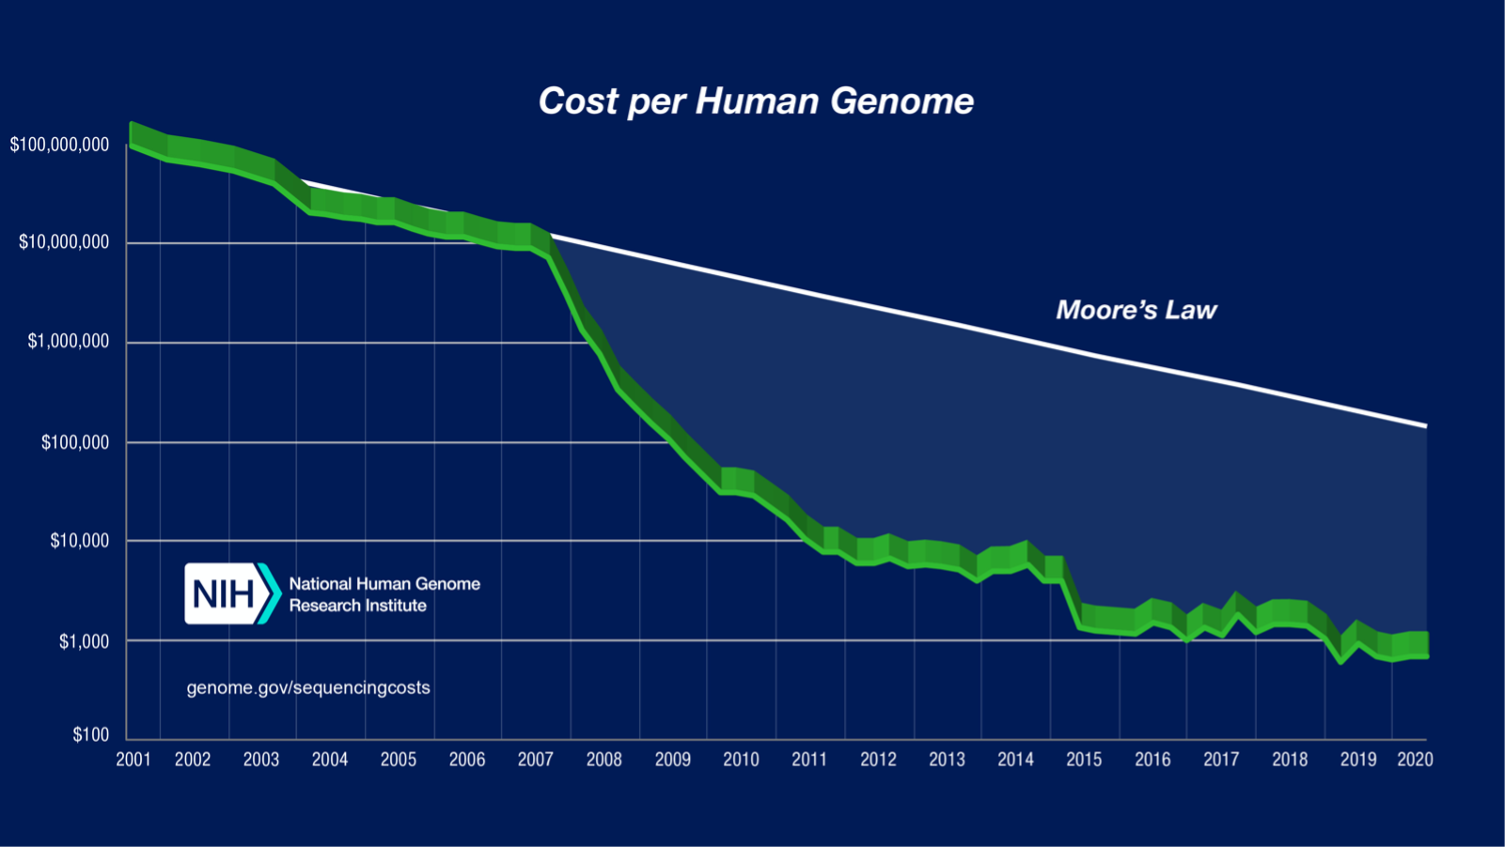 Cost per Human Genome
$100,000,000
$10,000,000
$1,000,000
$100,000
$10,000
$1,000
$100
Moore's Law
NIH
National Human Genome
Research Institute
genome.gov/sequencingcosts
2001 2002 2003 2004 2005 2006 2007 2008 2009 2010 2011 2012 2013 2014 2015 2016 2017 2018 2019 2020